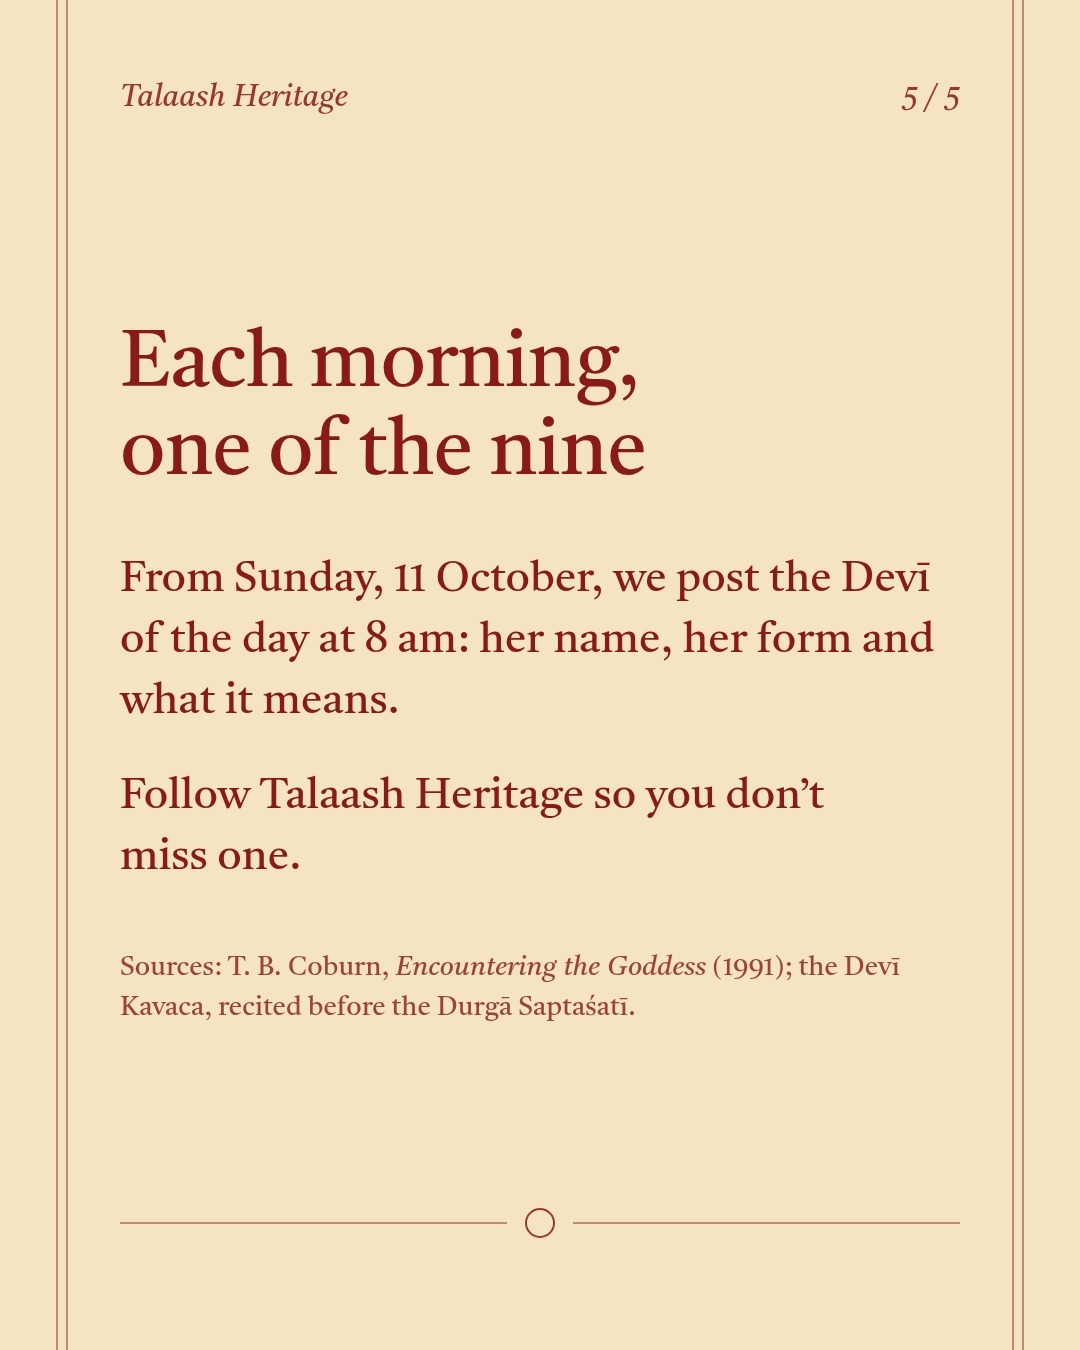 Talaash Heritage
5 / 5
Each morning,
one of the nine
From Sunday, 11 October, we post the Devī
of the day at 8 am: her name, her form and
what it means.
Follow Talaash Heritage so you don’t
miss one.
Sources: T. B. Coburn, Encountering the Goddess (1991); the Devī
Kavaca, recited before the Durgā Saptaśatī.